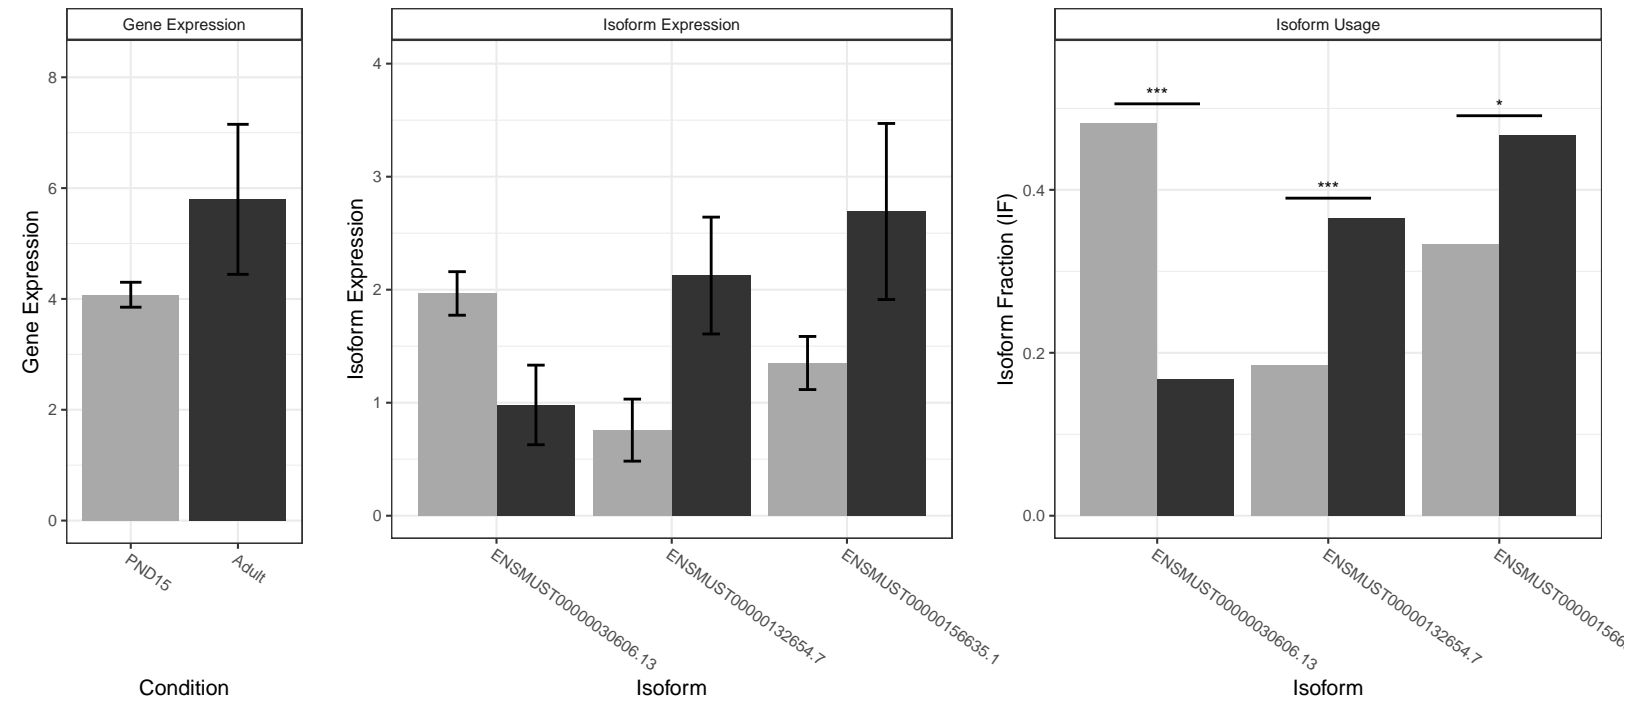 Gene Expression
Gene Expression
8
6
4
2
0
PND15
Adult
Condition
Isoform Expression
Isoform Expression
4
3
2
1
0
ENSMUST00000030606.13
ENSMUST00000132654.7
ENSMUST00000156635.1
Isoform
Isoform Usage
Isoform Fraction (IF)
0.4
0.2
0.0
***
***
*
ENSMUST00000030606.13
ENSMUST00000132654.7
ENSMUST00000156
Isoform